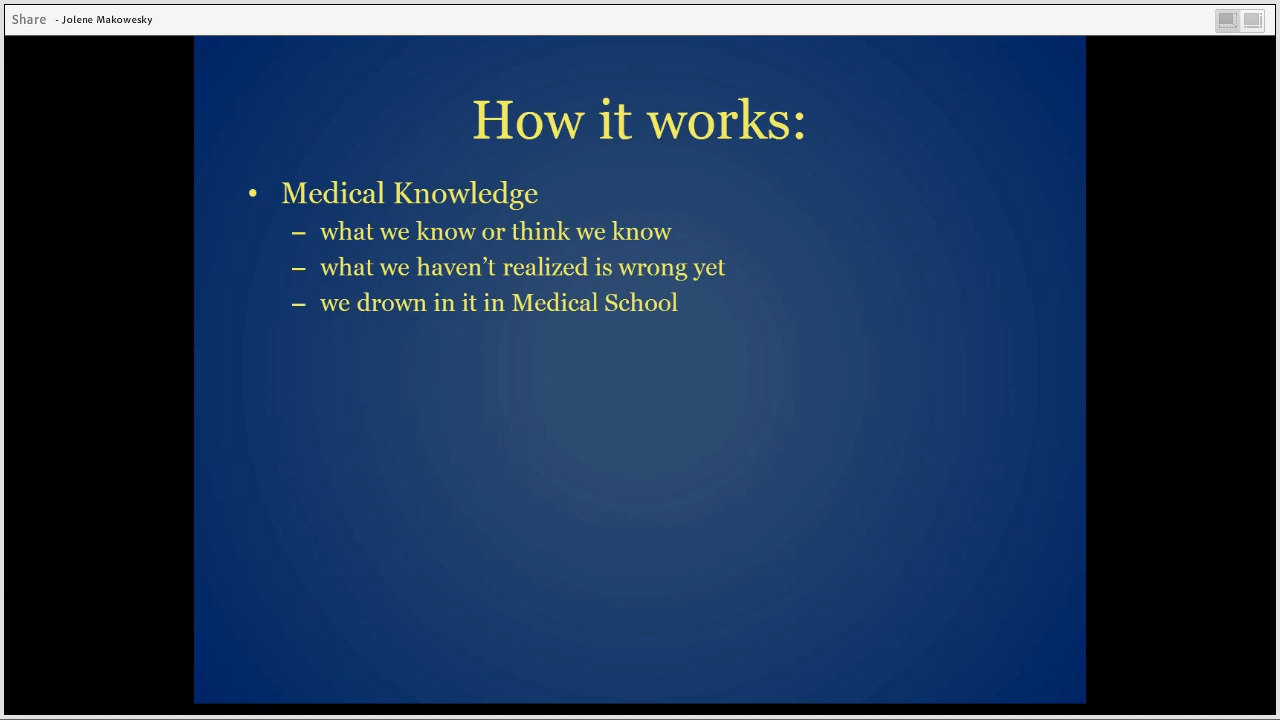 Share - Jolene Makowesky
How it works:
• Medical Knowledge
– what we know or think we know
– what we haven’t realized is wrong yet
– we drown in it in Medical School